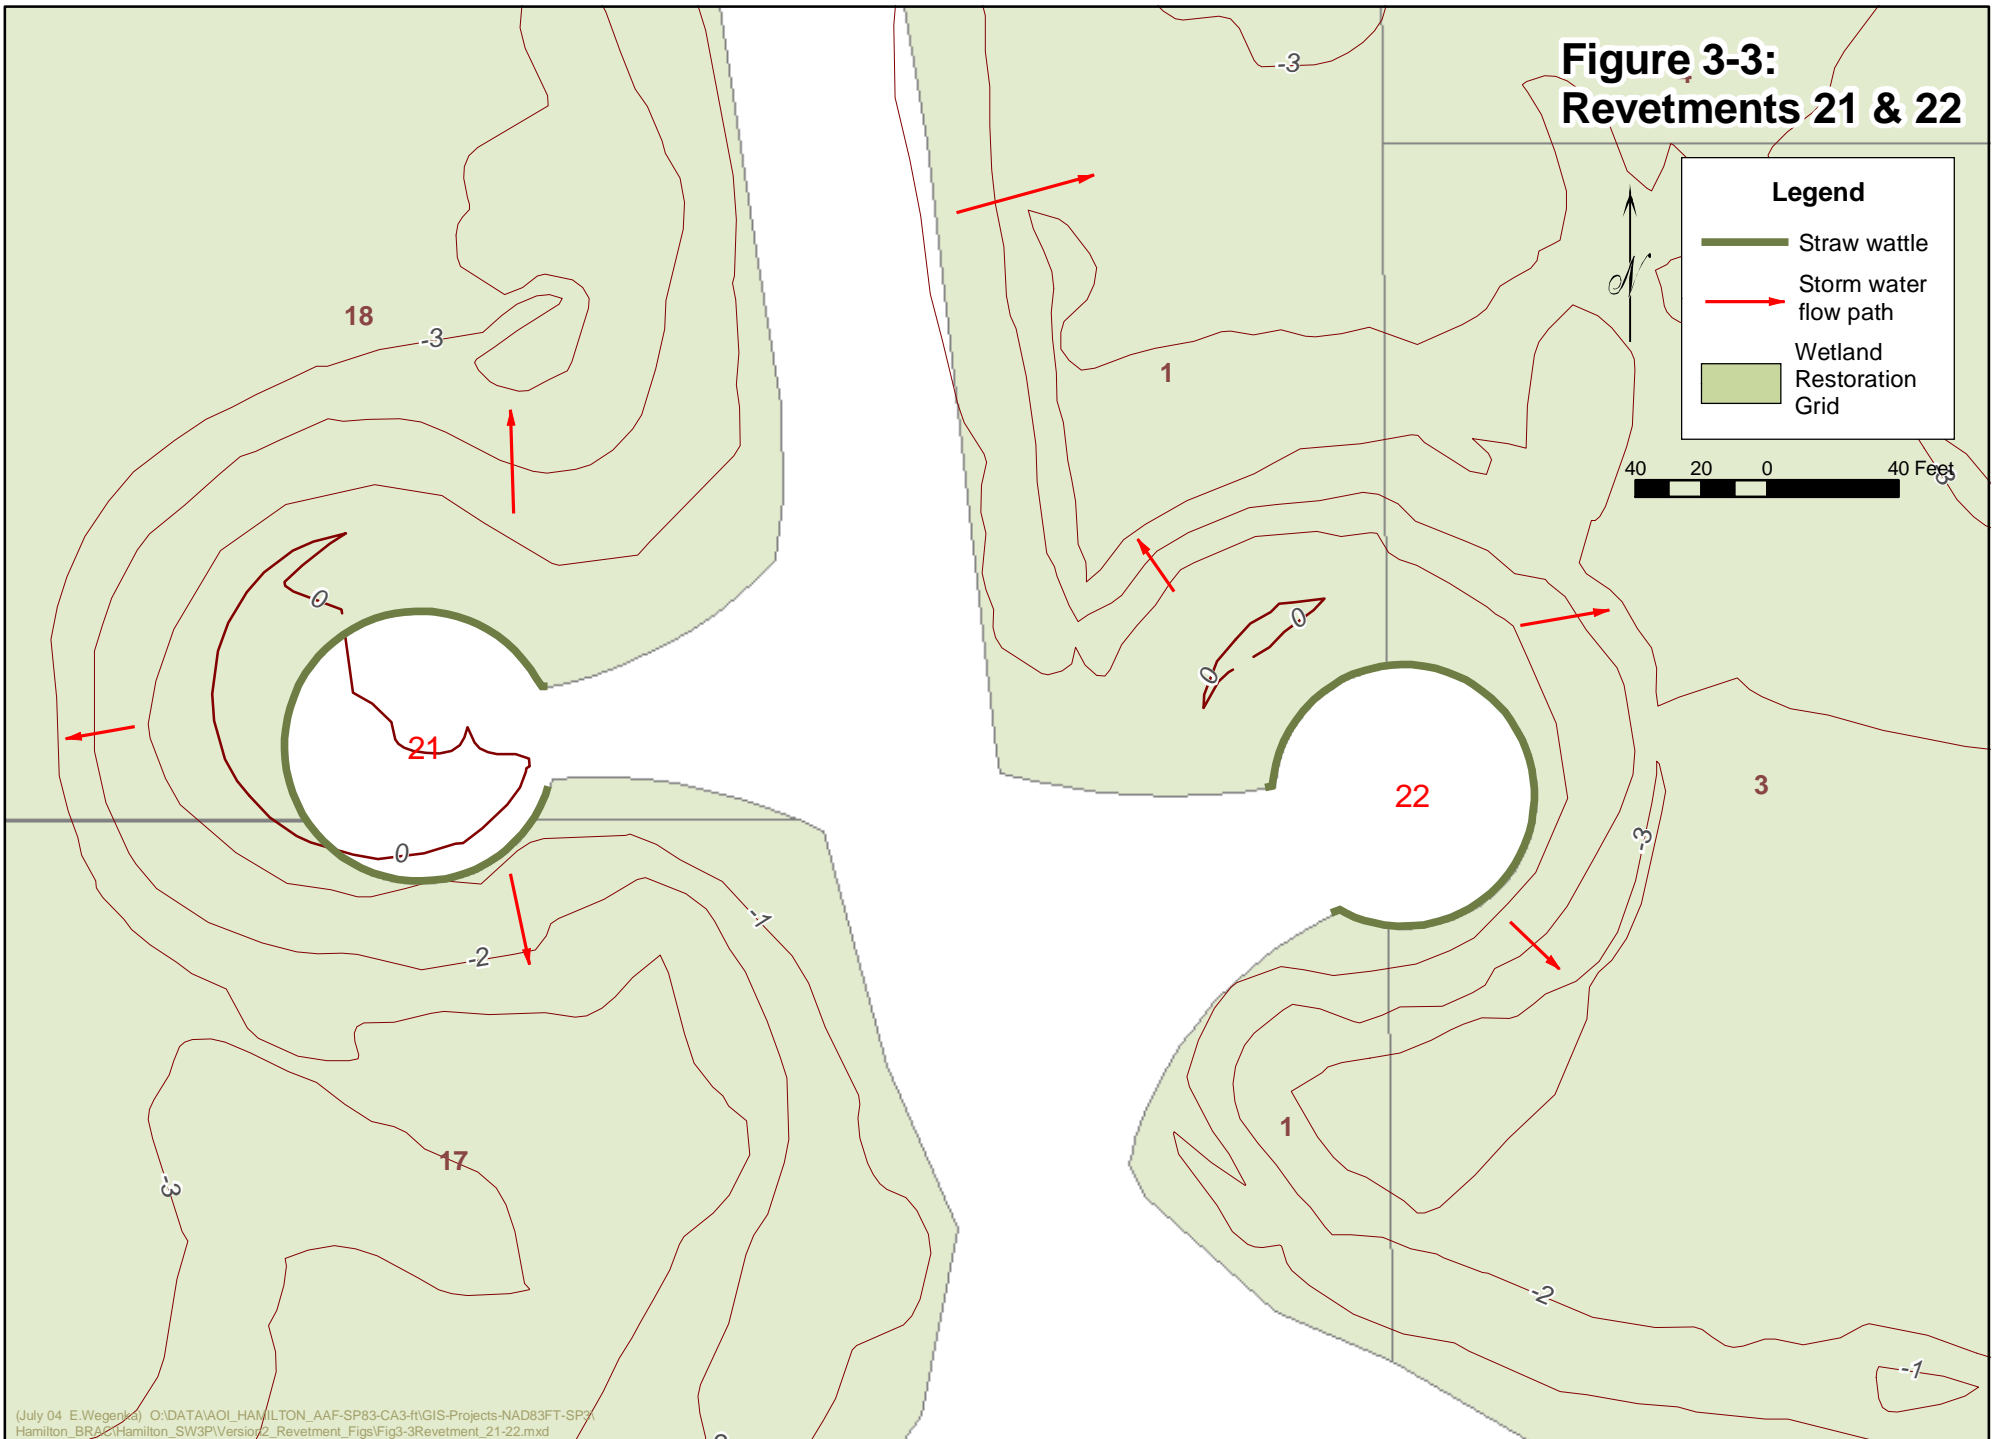 Figure 3-3:
Revetments 21 & 22
Legend
Straw wattle
Storm water
flow path
Wetland
Restoration
Grid
N
40 20 0 40 Feet
-3
18
-3
1
-3
0
0
0
21
22
3
0
-3
-1
-2
1
17
-3
-2
-1
(July 04 E.Wegenka) O:\DATA\AOI_HAMILTON_AAF-SP83-CA3-ft\GIS-Projects-NAD83FT-SP3\
Hamilton_BRAC\Hamilton_SW3P\Version2_Revetment_Figs\Fig3-3Revetment_21-22.mxd